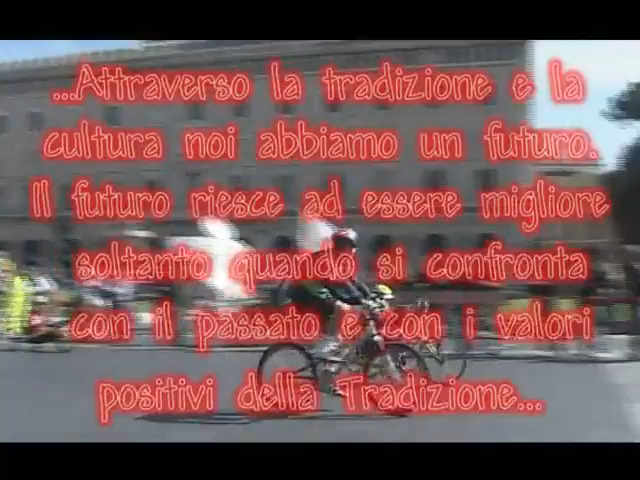 ...Attraverso la tradizione e la
cultura noi abbiamo un futuro.
Il futuro riesce ad essere migliore
soltanto quando si confronta
con il passato e con i valori
positivi della Tradizione...